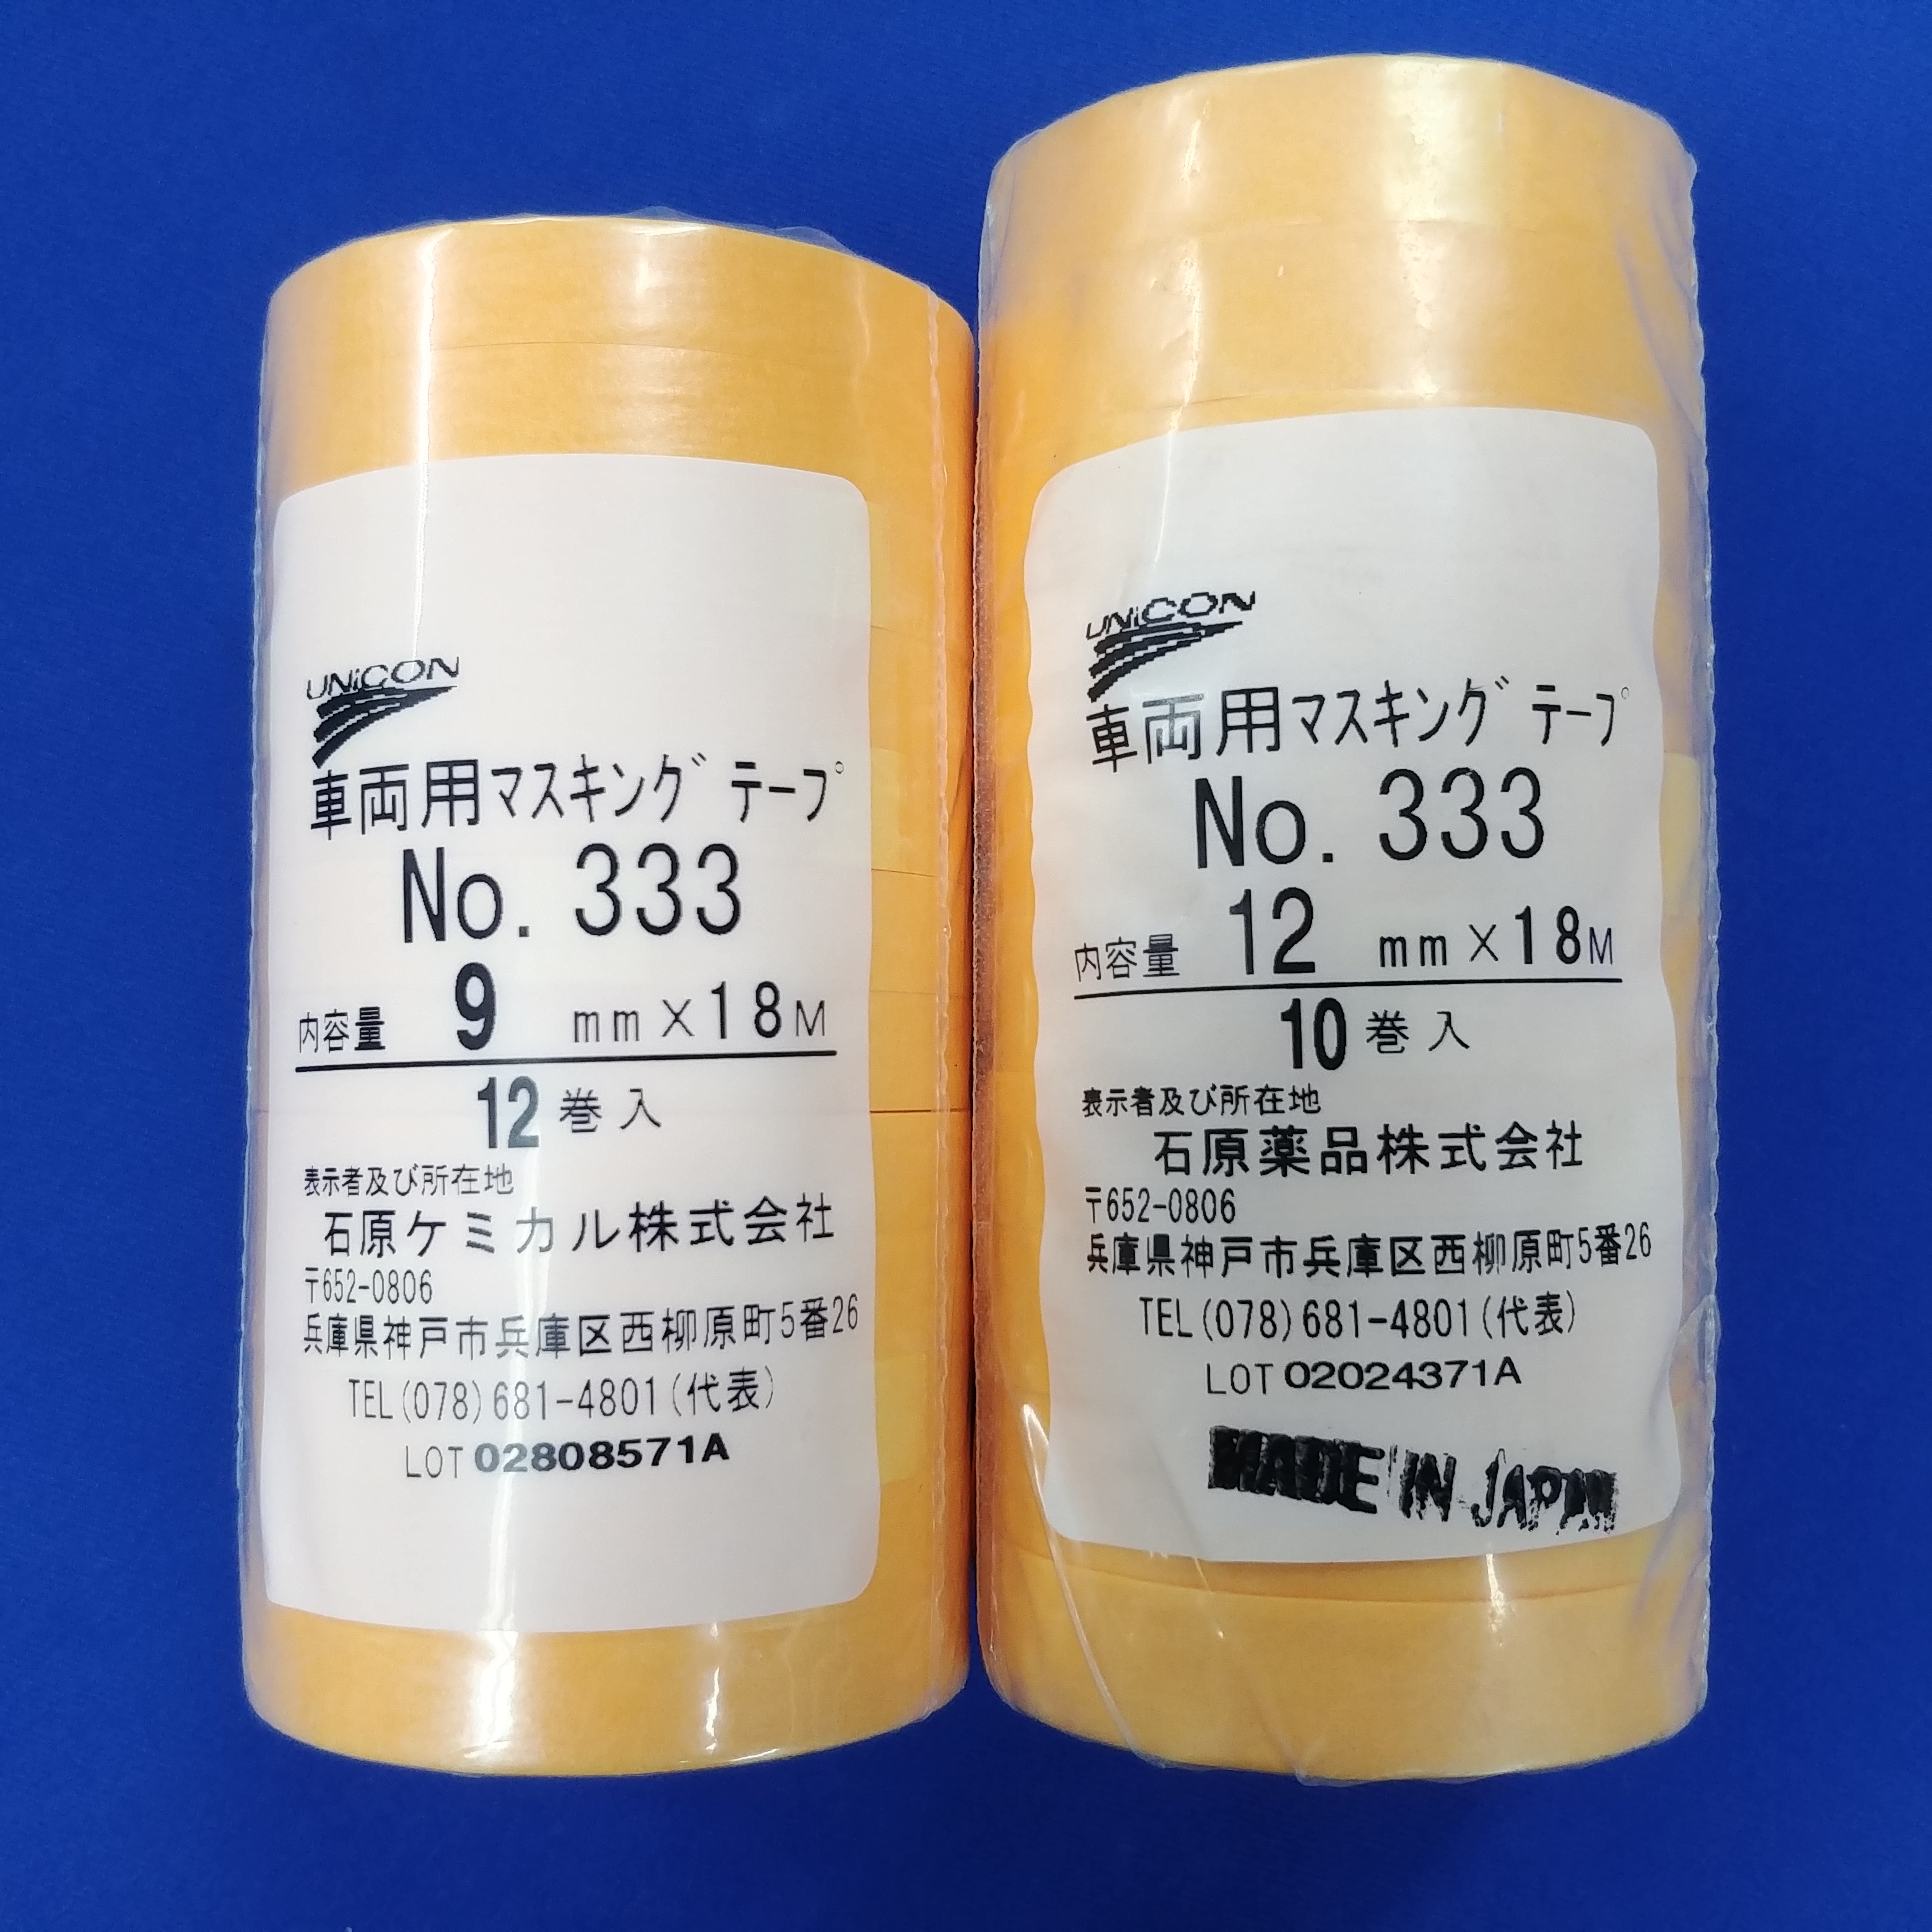 UNiCON
車両用マスキングテープ
No. 333
内容量 9 mm×18M
12 巻入
表示者及び所在地
石原ケミカル株式会社
〒652-0806
兵庫県神戸市兵庫区西柳原町5番26
TEL(078)681-4801(代表)
LOT 02808571A
UNiCON
車両用マスキングテープ
No. 333
内容量 12 mm×18M
10 巻入
表示者及び所在地
石原薬品株式会社
〒652-0806
兵庫県神戸市兵庫区西柳原町5番26
TEL(078)681-4801(代表)
LOT 02024371A
MADE IN JAPAN